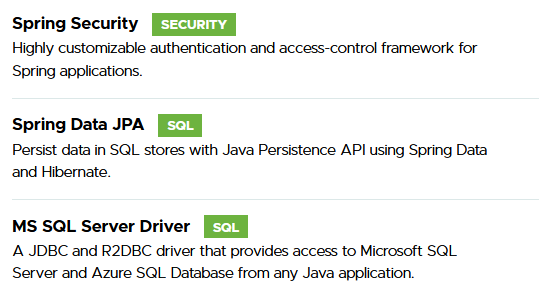 Spring Security SECURITY
Highly customizable authentication and access-control framework for
Spring applications.
Spring Data JPA SQL
Persist data in SQL stores with Java Persistence API using Spring Data
and Hibernate.
MS SQL Server Driver SQL
A JDBC and R2DBC driver that provides access to Microsoft SQL
Server and Azure SQL Database from any Java application.